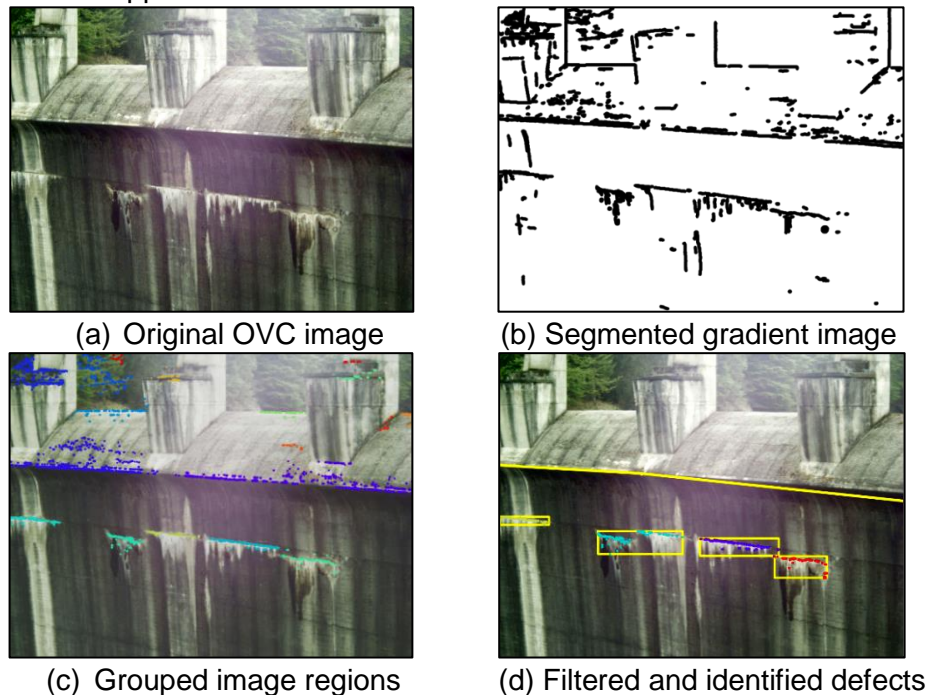 (a) Original OVC image
(b) Segmented gradient image
(c) Grouped image regions
(d) Filtered and identified defects